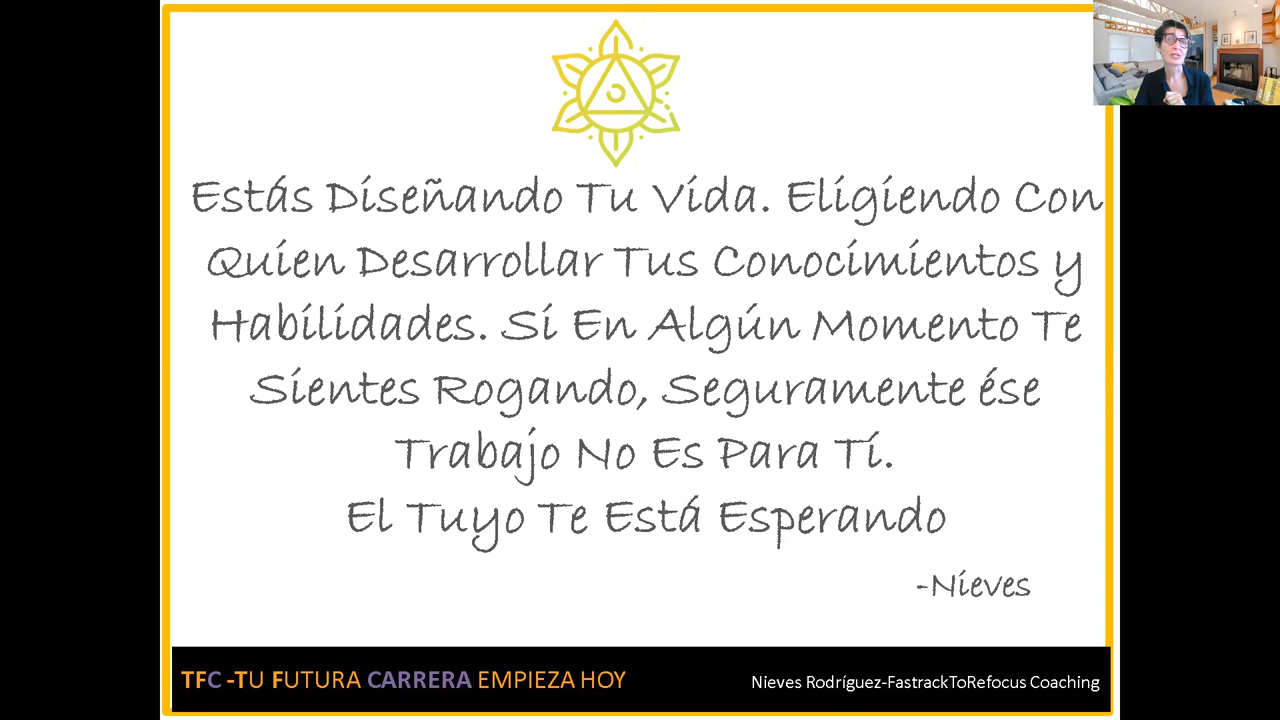 Estás Diseñando Tu Vida. Eligiendo Con
Quien Desarrollar Tus Conocimientos y
Habilidades. Si En Algún Momento Te
Sientes Rogando, Seguramente ése
Trabajo No Es Para Tí.
El Tuyo Te Está Esperando
-Nieves
TFC -TU FUTURA CARRERA EMPIEZA HOY
Nieves Rodríguez-FastrackToRefocus Coaching